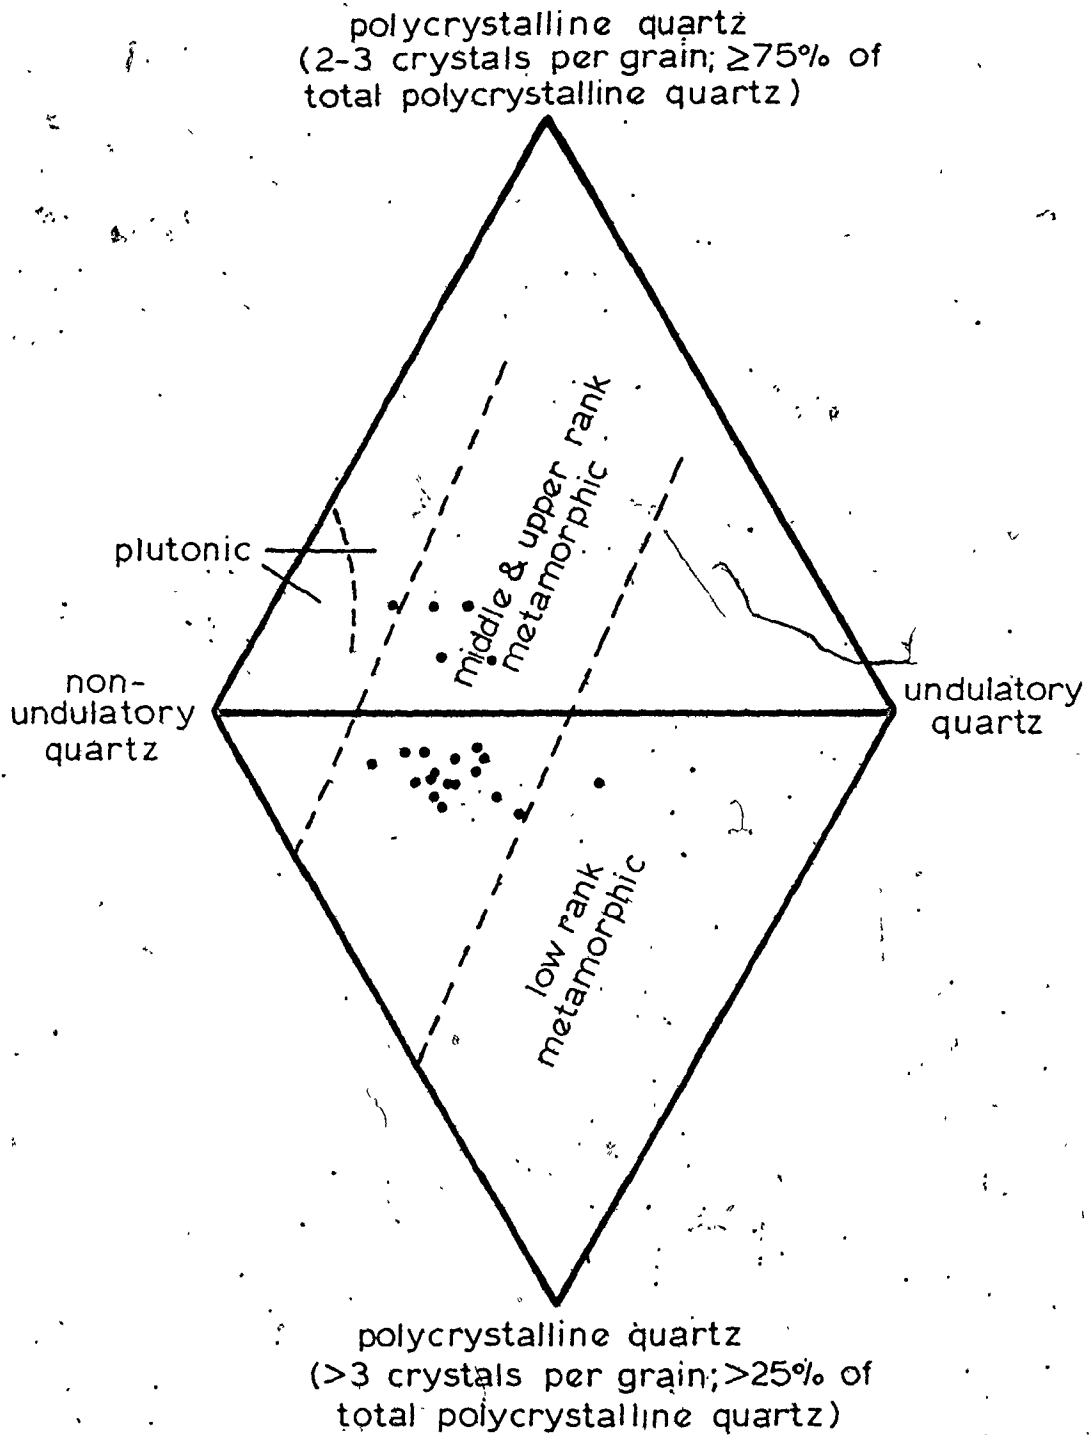 polycrystalline quartz
(2-3 crystals per grain; ≥75% of
total polycrystalline quartz)
middle & upper rank
metamorphic
plutonic
non-
undulatory
quartz
undulatory
quartz
low rank
metamorphic
polycrystalline quartz
(>3 crystals per grain; >25% of
total polycrystalline quartz)